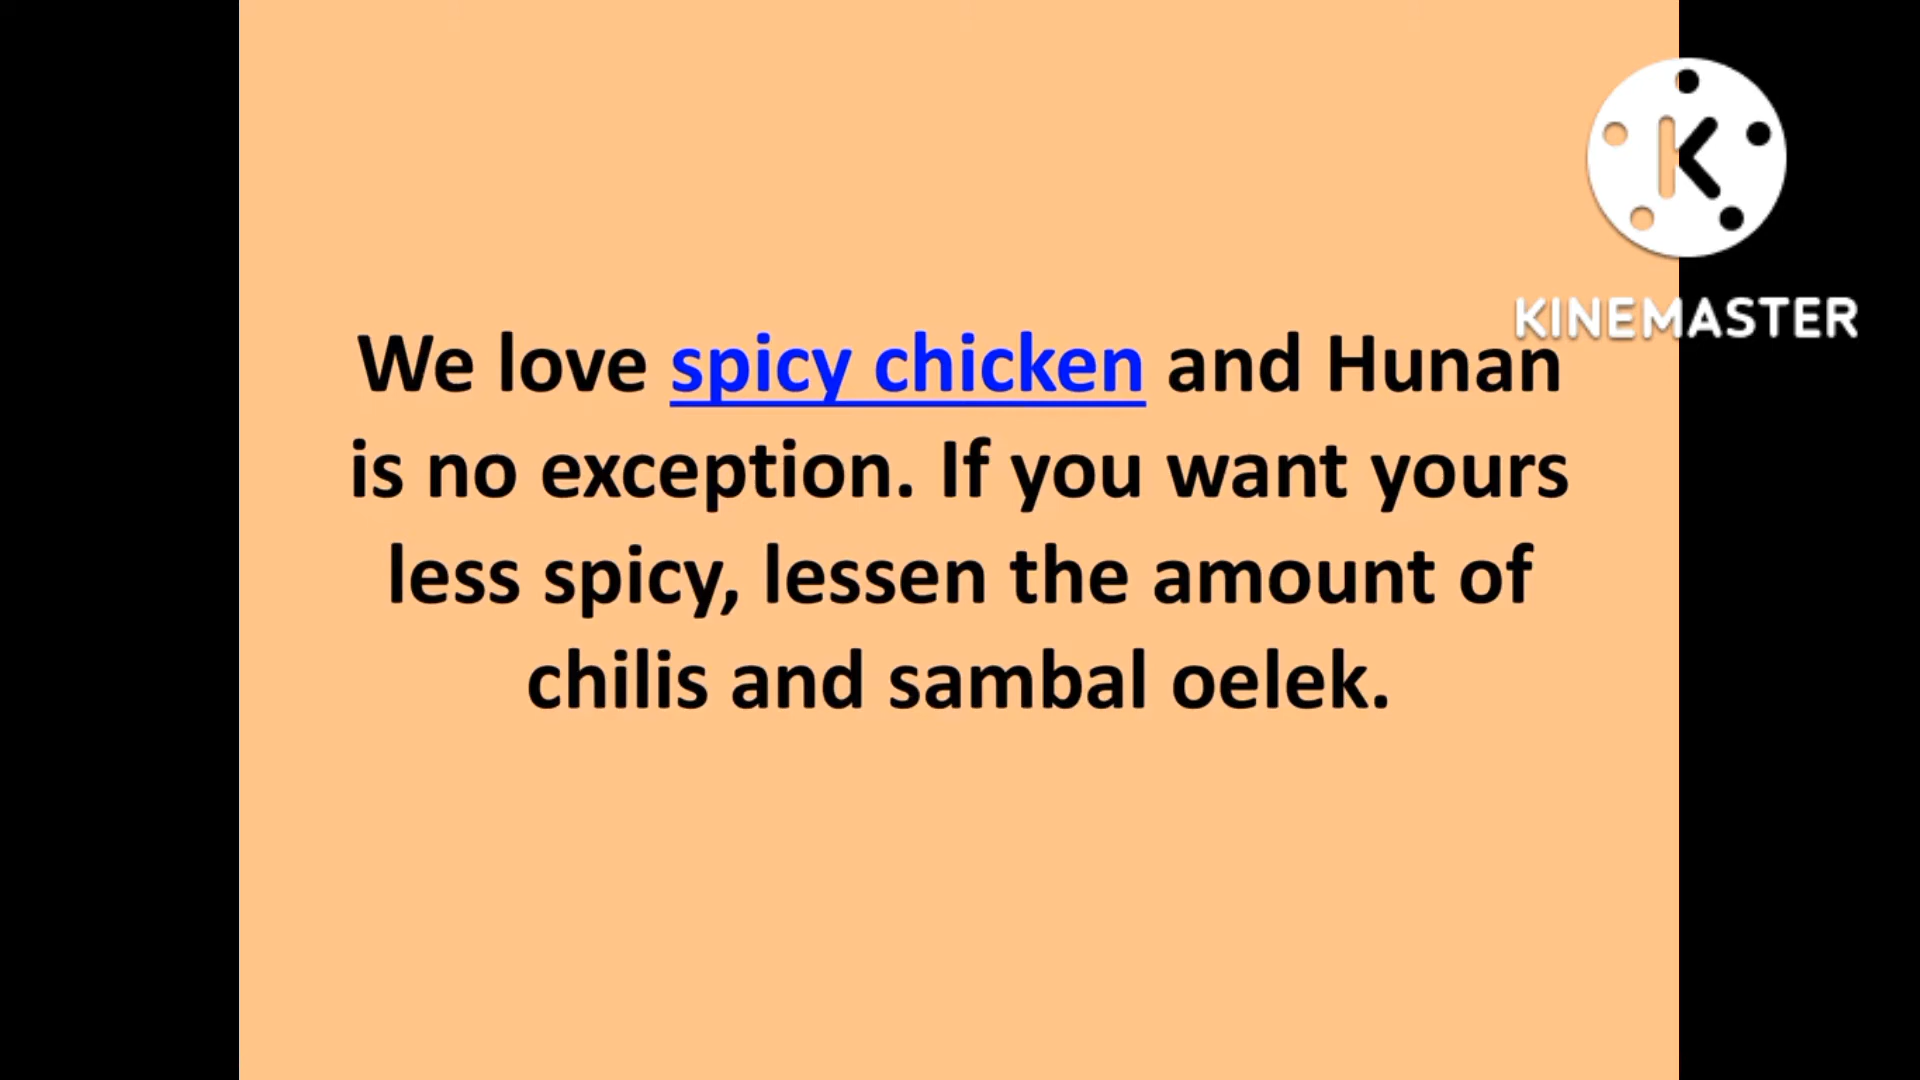 K
KINEMASTER
We love spicy chicken and Hunan
is no exception. If you want yours
less spicy, lessen the amount of
chilis and sambal oelek.